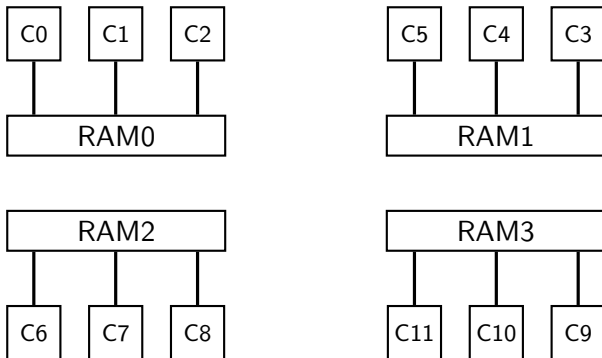 C0 C1 C2 C5 C4 C3
RAM0 RAM1
RAM2 RAM3
C6 C7 C8 C11 C10 C9